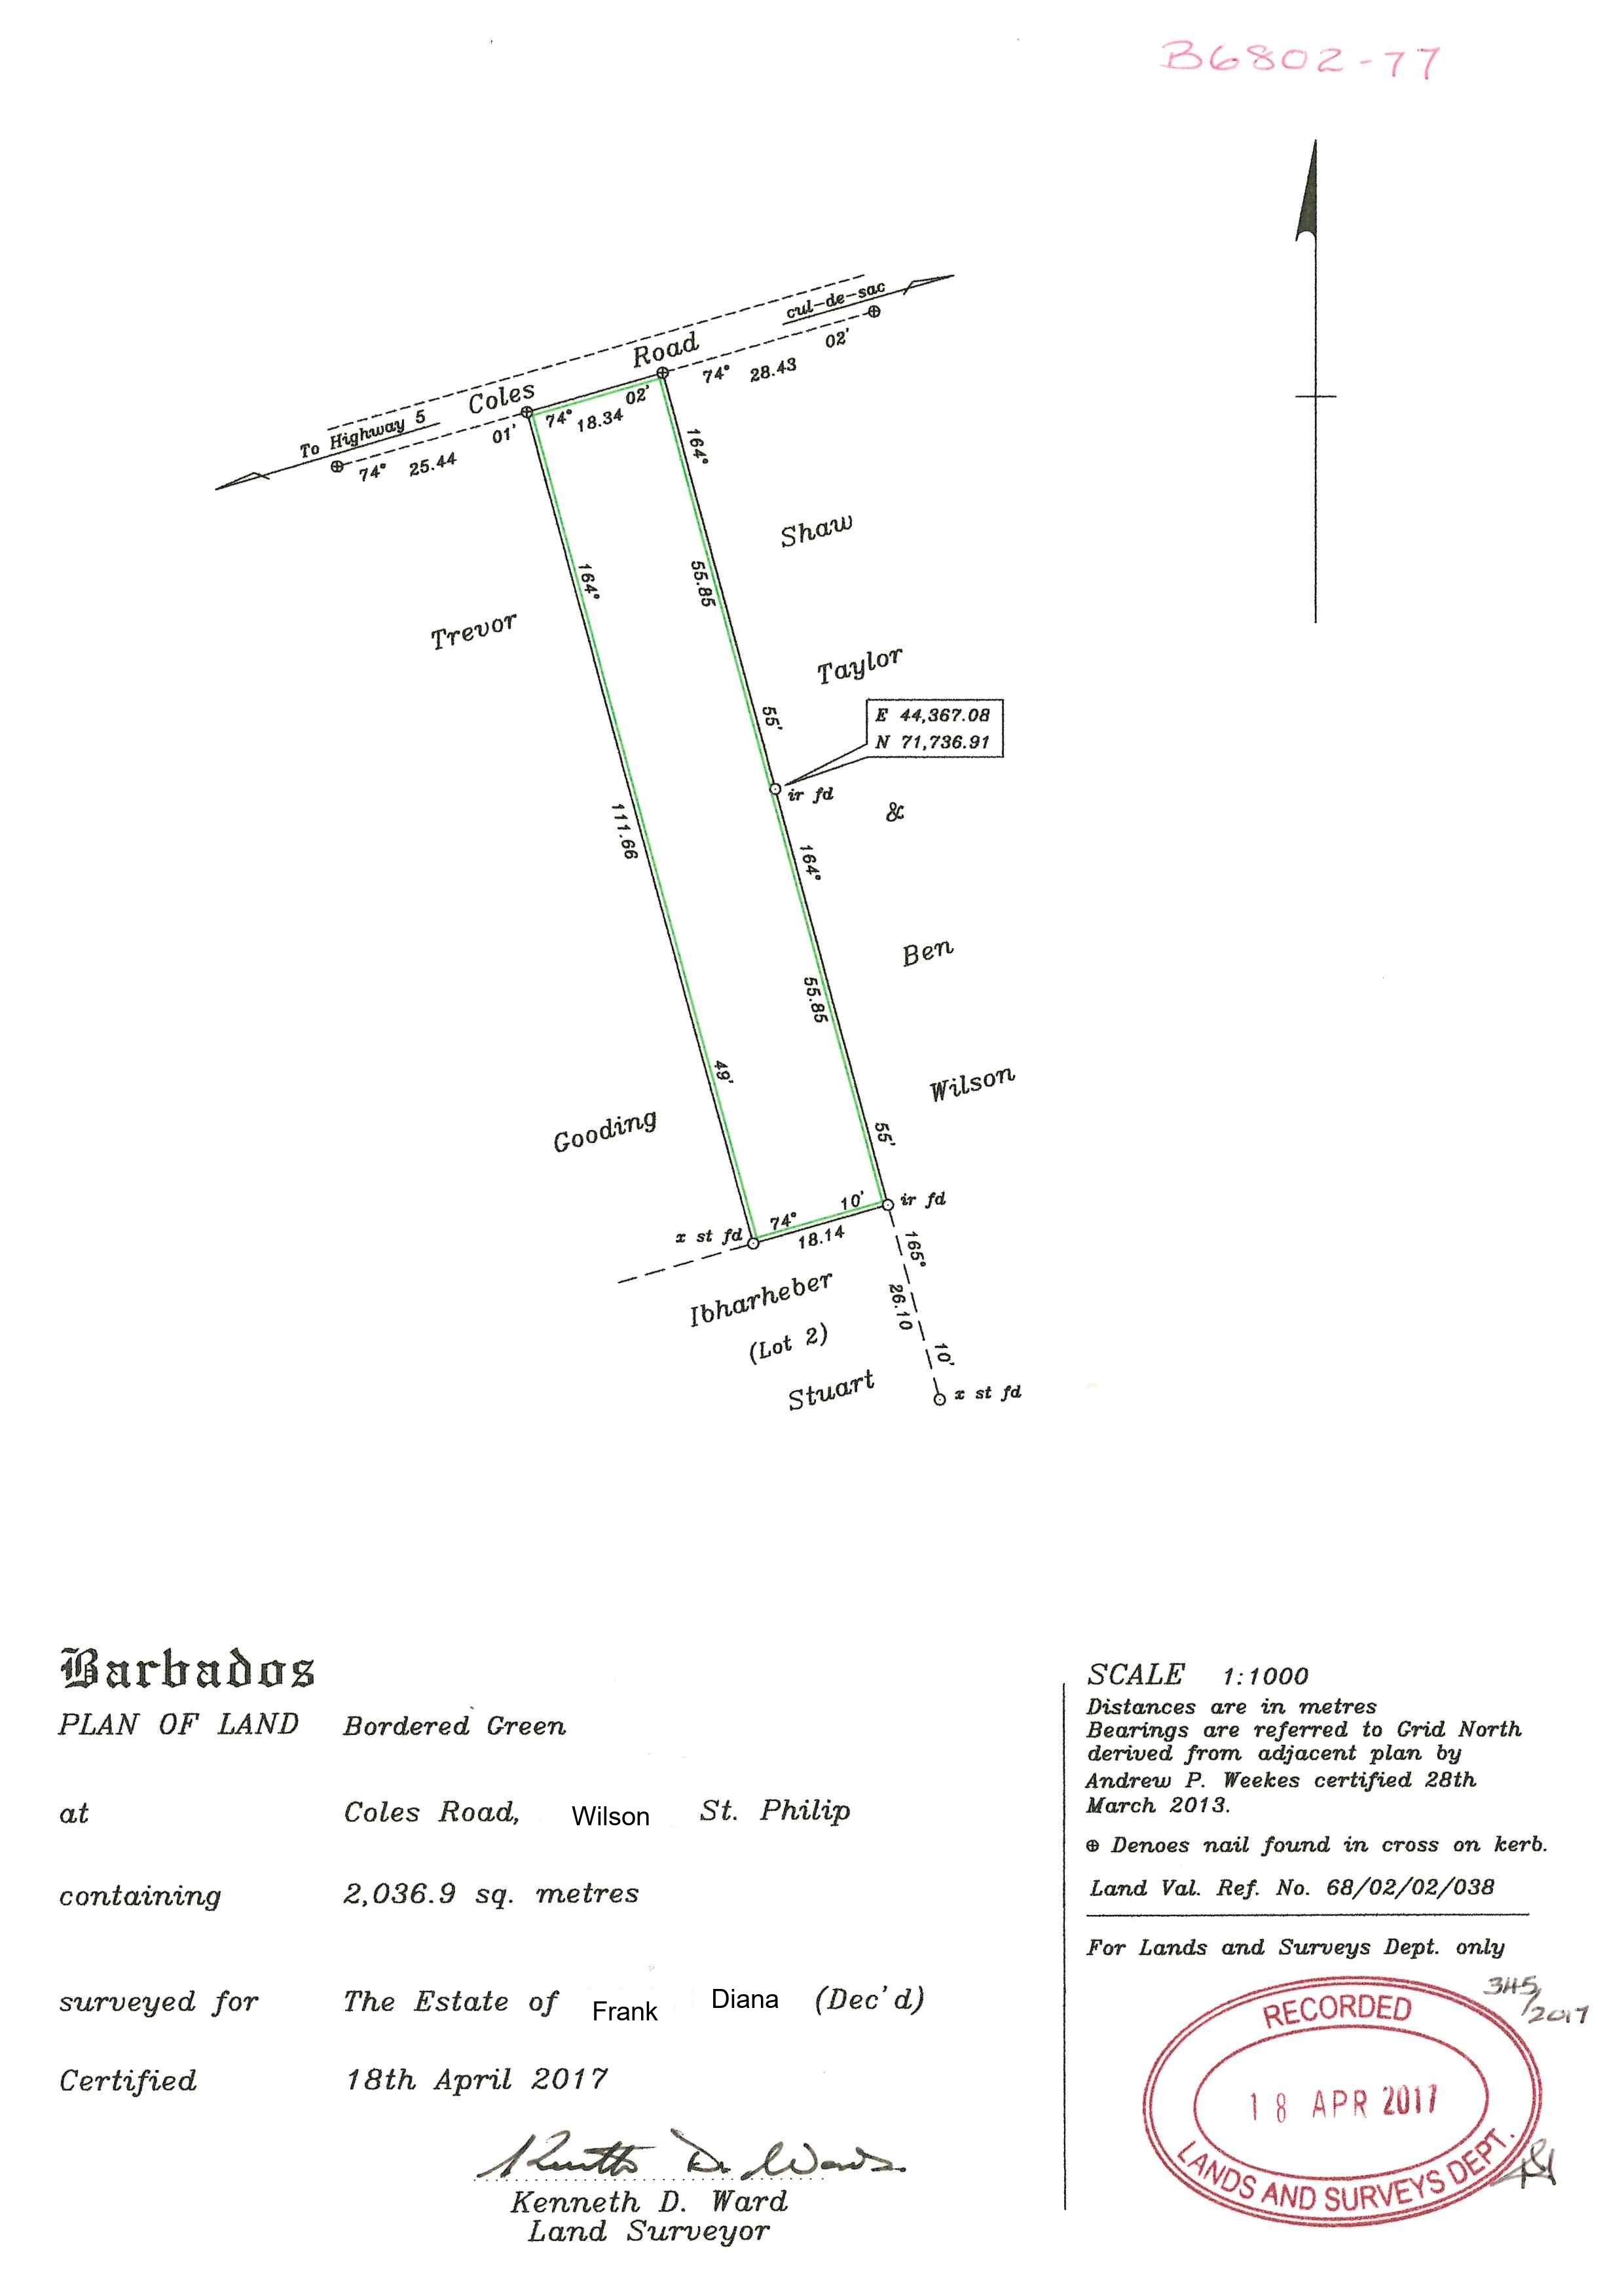 B6802-77
cul-de-sac
Coles Road
To Highway 5
74° 28.43 02'
74° 18.34 02'
74° 25.44 01'
164° 55.85 55'
164° 111.66 49'
Shaw
Trevor
Taylor
E 44,367.08
N 71,736.91
ir fd
&
164° 55.85 55'
Ben
Wilson
Gooding
ir fd
x st fd
74° 18.14 10'
165° 26.10 10'
Ibharheber
(Lot 2)
Stuart
x st fd
Barbados
PLAN OF LAND Bordered Green
at Coles Road, Wilson St. Philip
containing 2,036.9 sq. metres
surveyed for The Estate of Frank Diana (Dec'd)
Certified 18th April 2017
Kenneth D. Ward
Kenneth D. Ward
Land Surveyor
SCALE 1:1000
Distances are in metres
Bearings are referred to Grid North
derived from adjacent plan by
Andrew P. Weekes certified 28th
March 2013.
⊕ Denoes nail found in cross on kerb.
Land Val. Ref. No. 68/02/02/038
For Lands and Surveys Dept. only
345/2017
RECORDED
18 APR 2017
LANDS AND SURVEYS DEPT.